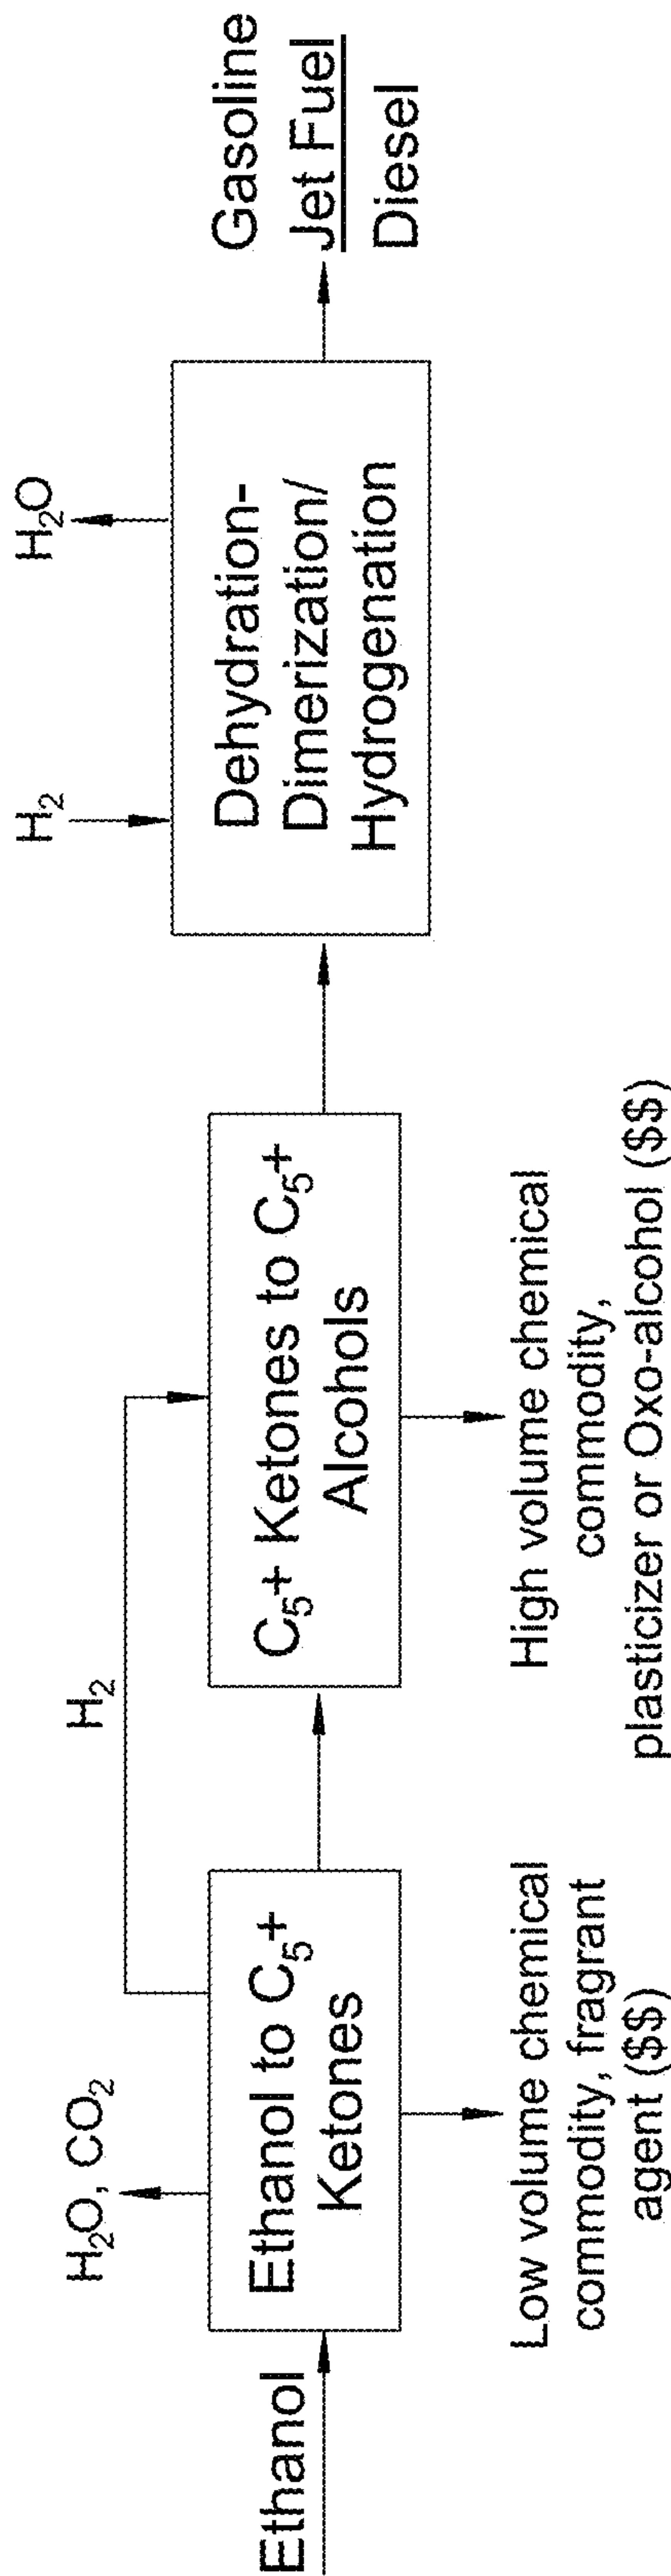 Ethanol
H₂O, CO₂
Ethanol to C₅+
Ketones
Low volume chemical
commodity, fragrant
agent ($$)
H₂
C₅+ Ketones to C₅+
Alcohols
High volume chemical
commodity,
plasticizer or Oxo-alcohol ($$)
H₂
H₂O
Dehydration-
Dimerization/
Hydrogenation
Gasoline
Jet Fuel
Diesel